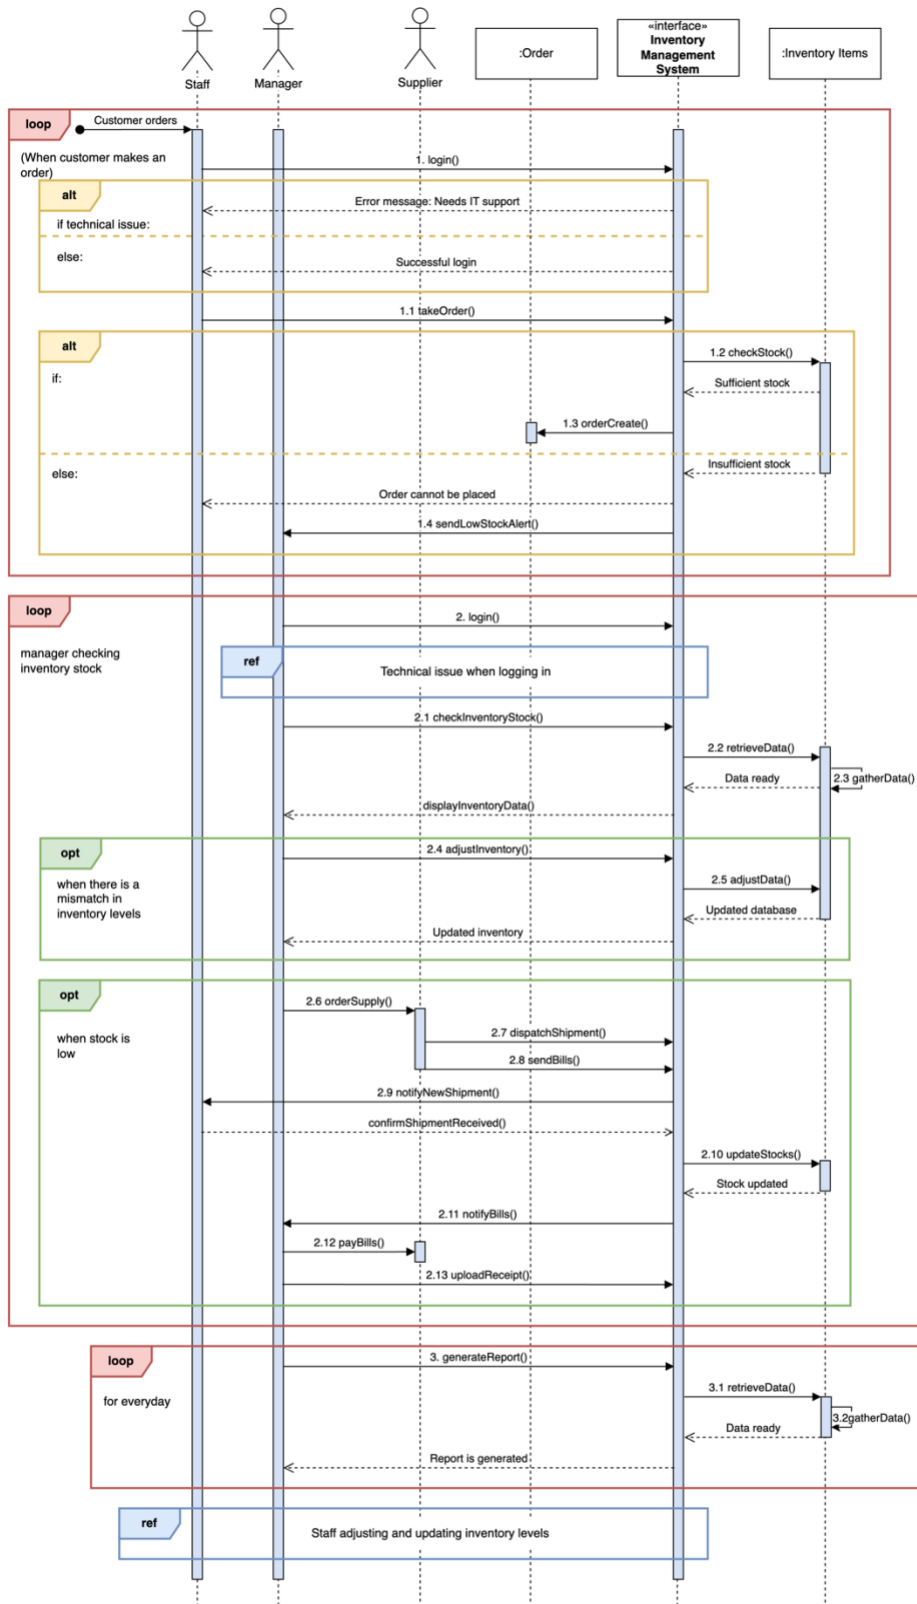 Staff
Manager
Supplier
:Order
«interface»
Inventory
Management
System
:Inventory Items
loop
Customer orders
(When customer makes an
order)
1. login()
alt
Error message: Needs IT support
if technical issue:
else:
Successful login
1.1 takeOrder()
alt
1.2 checkStock()
if:
Sufficient stock
1.3 orderCreate()
else:
Insufficient stock
Order cannot be placed
1.4 sendLowStockAlert()
loop
2. login()
manager checking
inventory stock
ref
Technical issue when logging in
2.1 checkInventoryStock()
2.2 retrieveData()
Data ready
2.3 gatherData()
displayInventoryData()
opt
2.4 adjustInventory()
when there is a
mismatch in
inventory levels
2.5 adjustData()
Updated database
Updated inventory
opt
2.6 orderSupply()
when stock is
low
2.7 dispatchShipment()
2.8 sendBills()
2.9 notifyNewShipment()
confirmShipmentReceived()
2.10 updateStocks()
Stock updated
2.11 notifyBills()
2.12 payBills()
2.13 uploadReceipt()
loop
3. generateReport()
for everyday
3.1 retrieveData()
3.2gatherData()
Data ready
Report is generated
ref
Staff adjusting and updating inventory levels